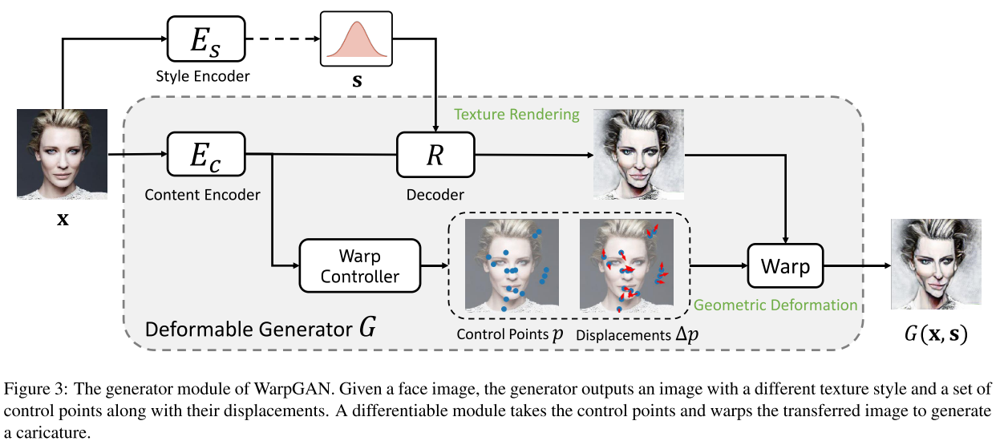 E_s
Style Encoder
s
Texture Rendering
x
E_c
Content Encoder
R
Decoder
Warp
Controller
Control Points p
Displacements Δp
Warp
Geometric Deformation
Deformable Generator G
G(x, s)
Figure 3: The generator module of WarpGAN. Given a face image, the generator outputs an image with a different texture style and a set of
control points along with their displacements. A differentiable module takes the control points and warps the transferred image to generate
a caricature.